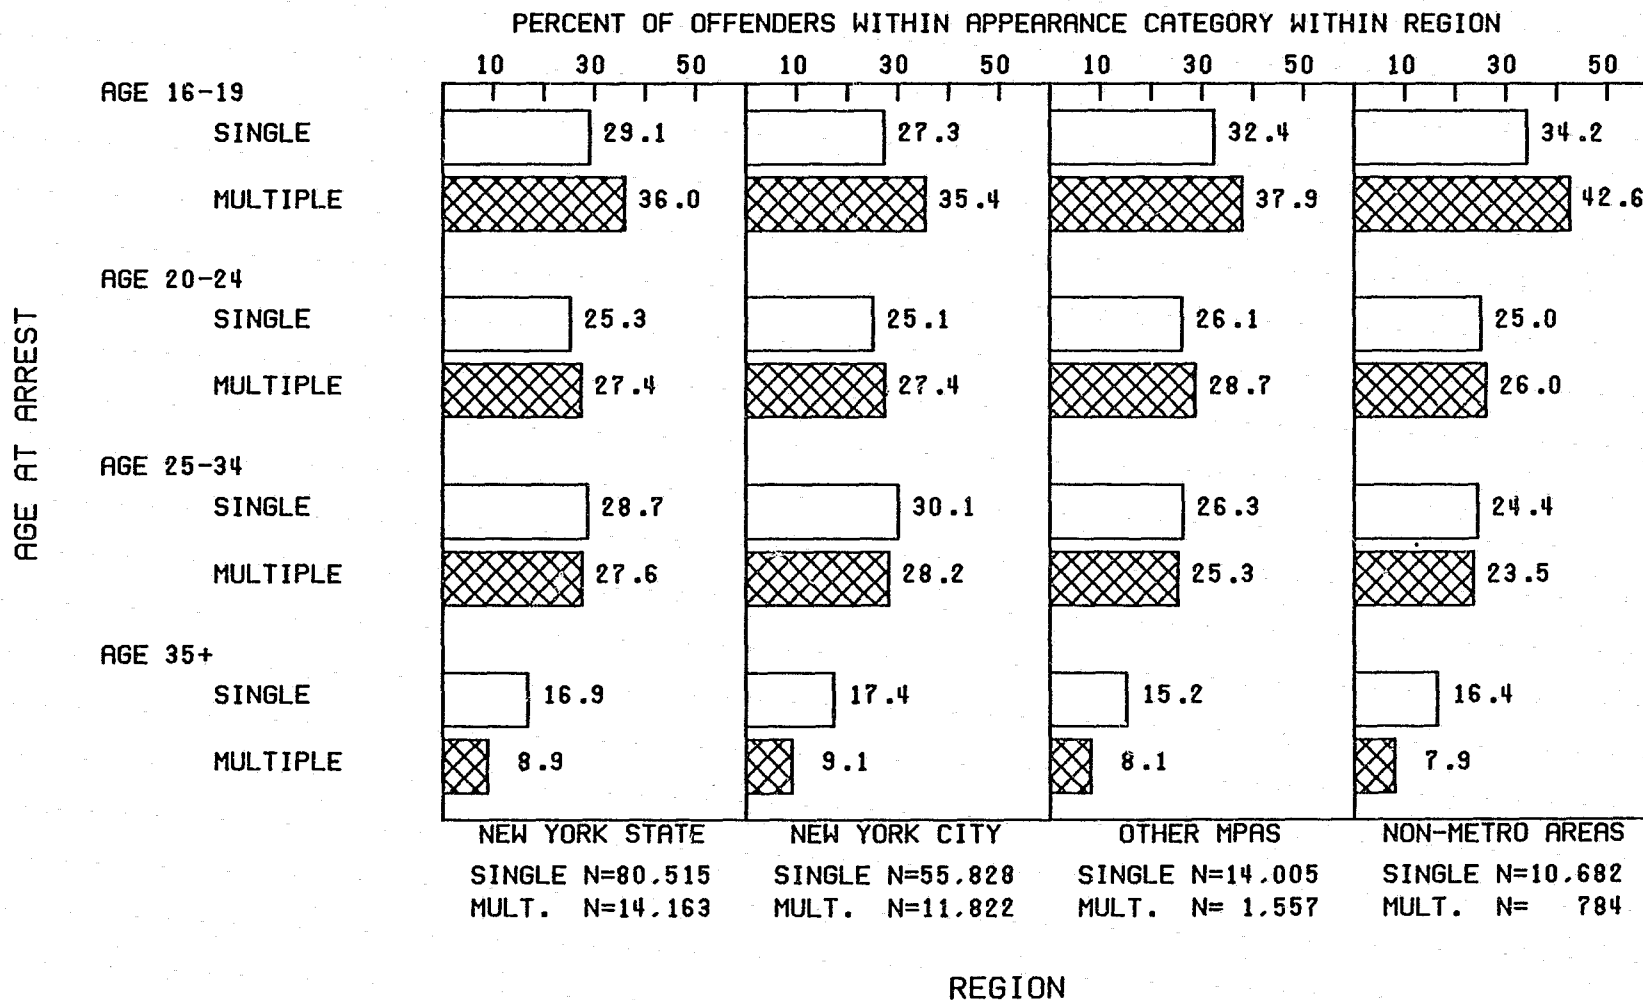 PERCENT OF OFFENDERS WITHIN APPEARANCE CATEGORY WITHIN REGION
10 30 50 10 30 50 10 30 50 10 30 50
AGE 16-19
SINGLE 29.1 27.3 32.4 34.2
MULTIPLE 36.0 35.4 37.9 42.6
AGE 20-24
SINGLE 25.3 25.1 26.1 25.0
MULTIPLE 27.4 27.4 28.7 26.0
AGE AT ARREST
AGE 25-34
SINGLE 28.7 30.1 26.3 24.4
MULTIPLE 27.6 28.2 25.3 23.5
AGE 35+
SINGLE 16.9 17.4 15.2 16.4
MULTIPLE 8.9 9.1 8.1 7.9
NEW YORK STATE NEW YORK CITY OTHER MPAS NON-METRO AREAS
SINGLE N=80,515 SINGLE N=55,828 SINGLE N=14,005 SINGLE N=10,682
MULT. N=14,163 MULT. N=11,822 MULT. N= 1,557 MULT. N= 784
REGION